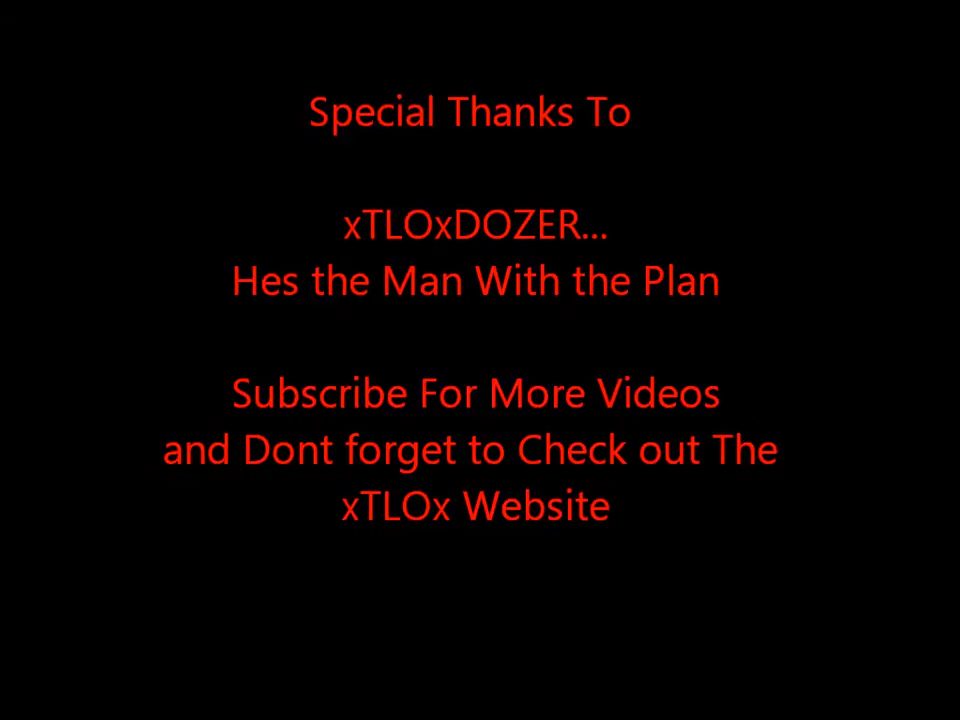 Special Thanks To
xTLOxDOZER...
Hes the Man With the Plan
Subscribe For More Videos
and Dont forget to Check out The
xTLOx Website